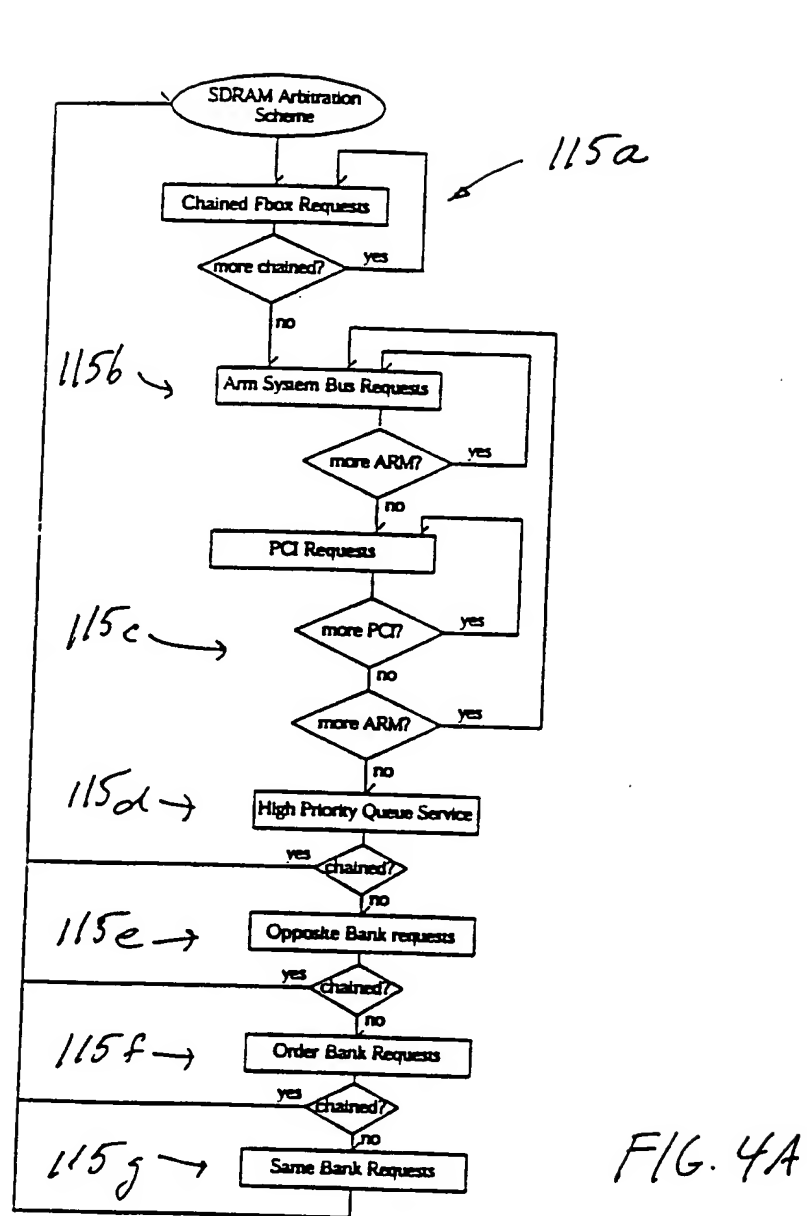 SDRAM Arbitration
Scheme
115a
Chained Fbox Requests
more chained?
yes
no
115b
Arm System Bus Requests
more ARM?
yes
no
PCI Requests
115c
more PCI?
yes
no
more ARM?
yes
no
115d
High Priority Queue Service
yes
chained?
no
115e
Opposite Bank requests
yes
chained?
no
115f
Order Bank Requests
yes
chained?
no
115g
Same Bank Requests
FIG. 4A